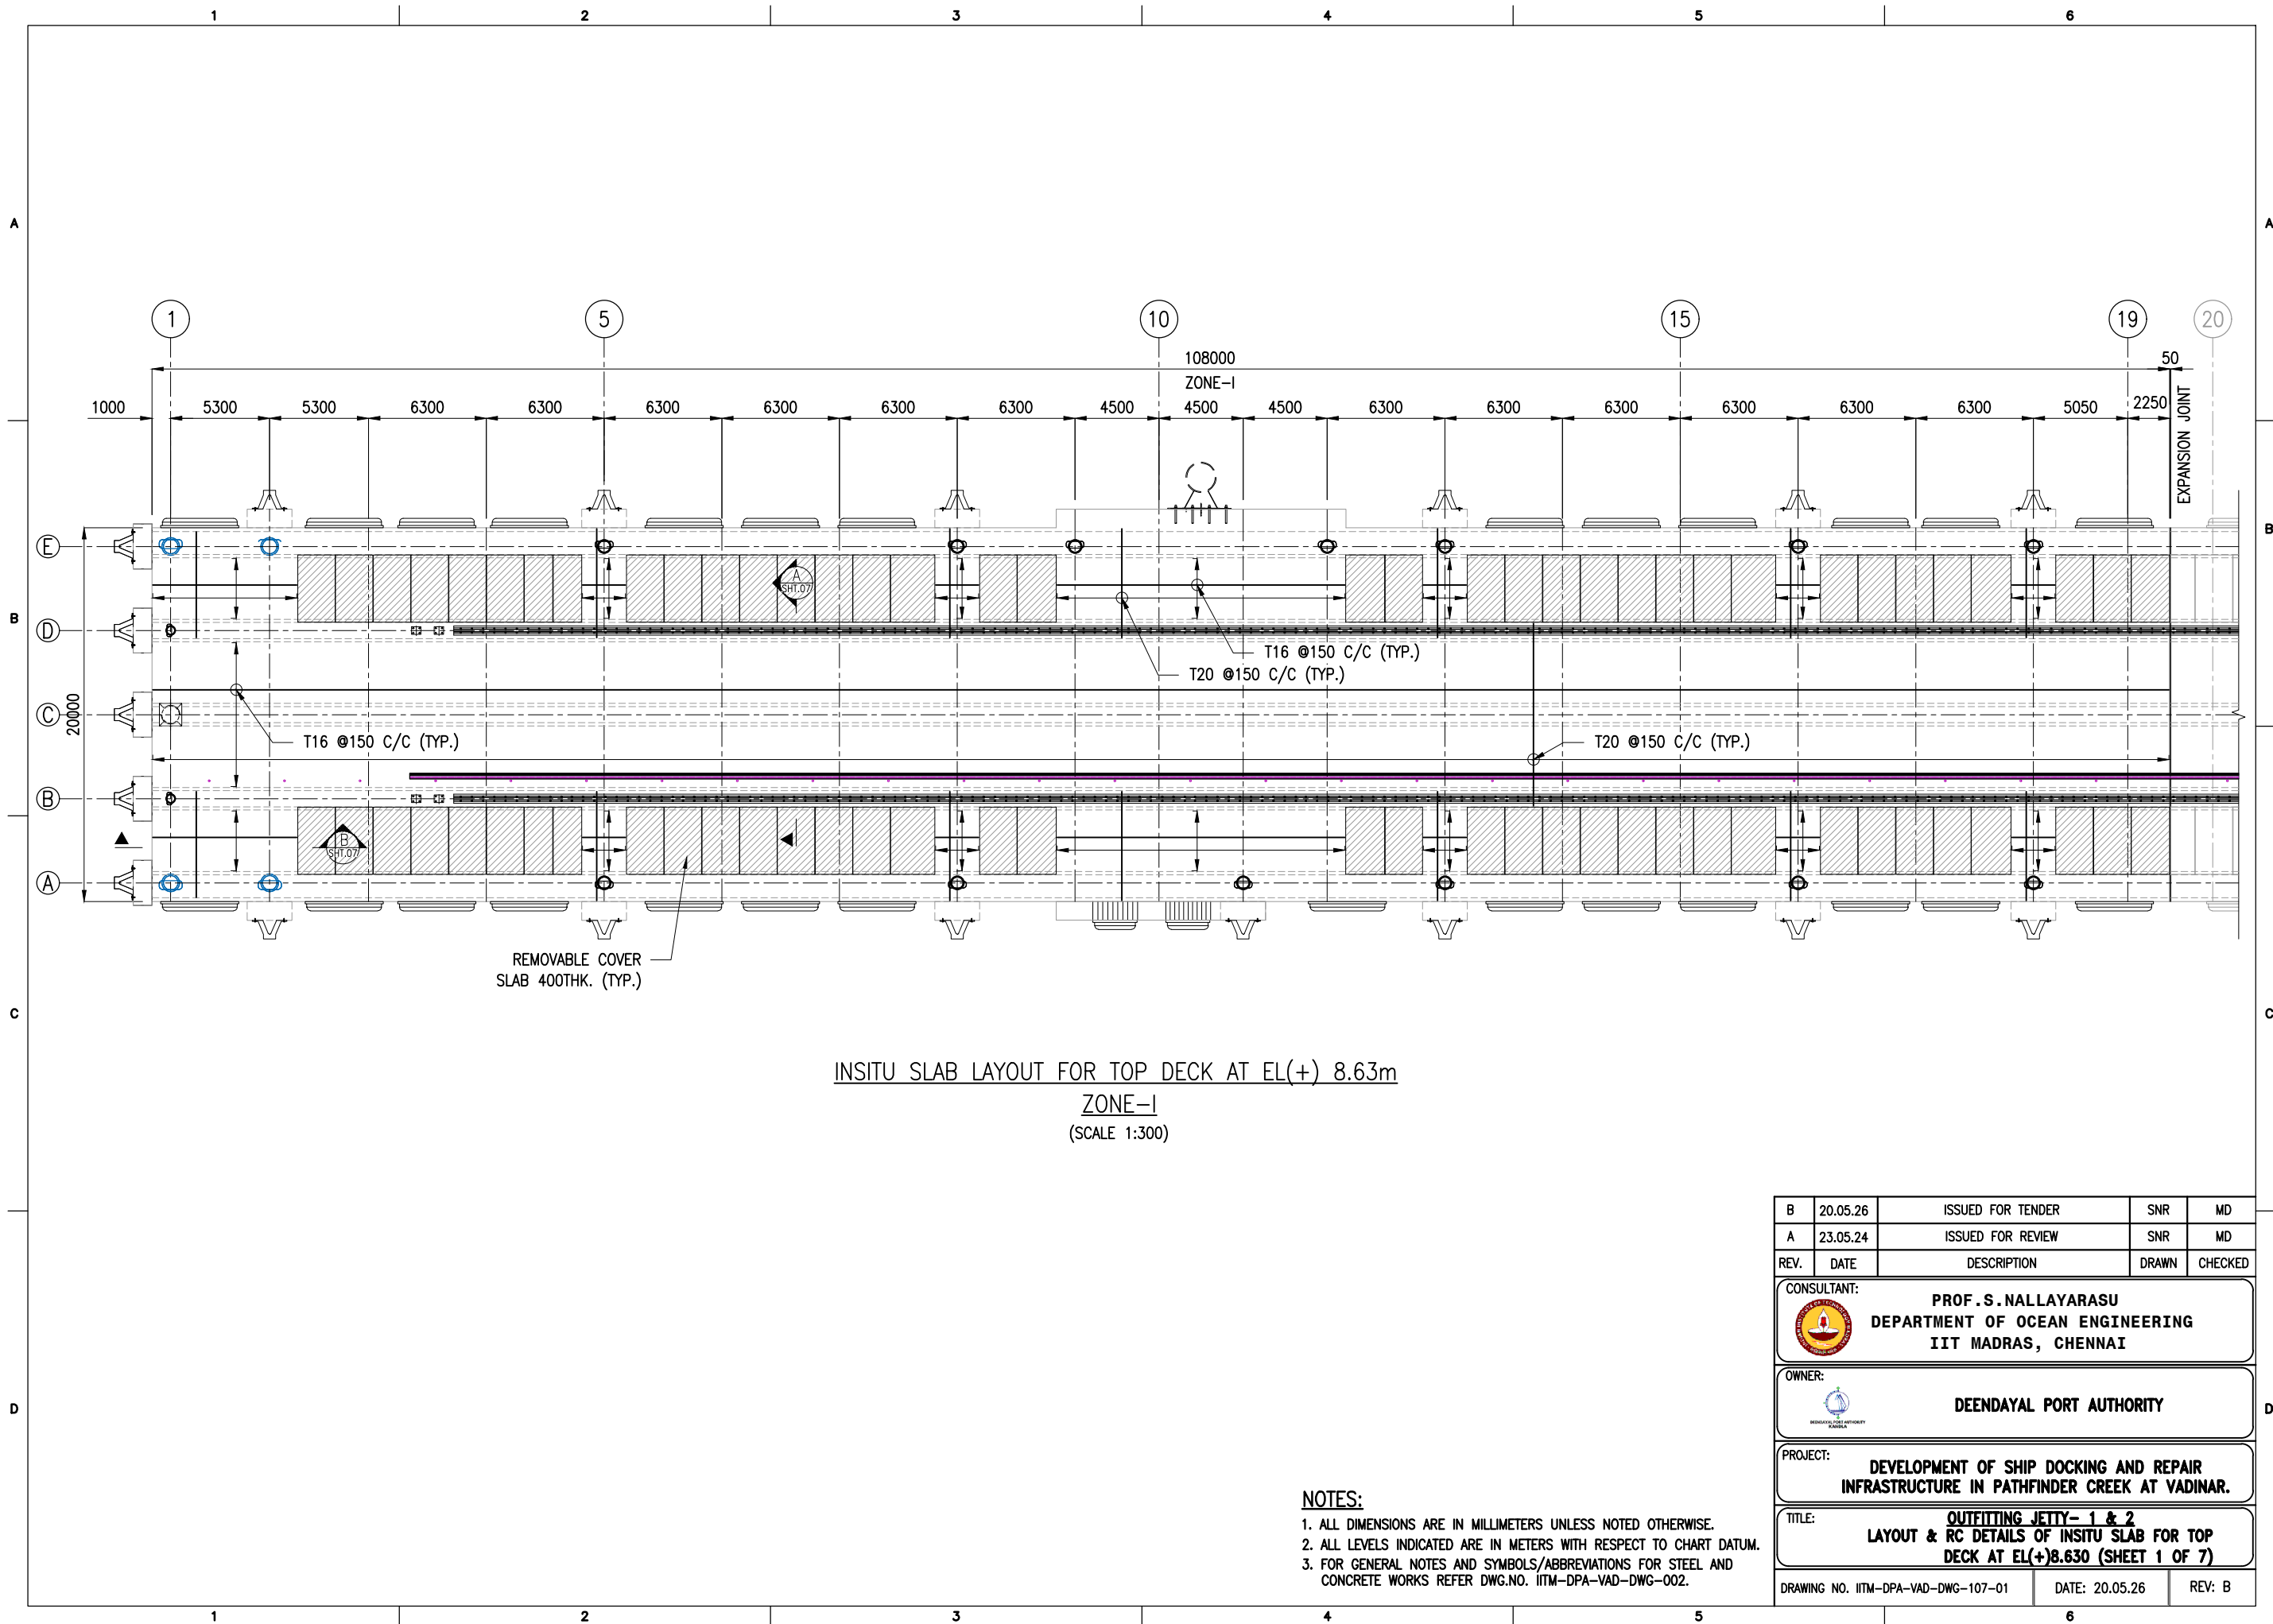 1 2 3 4 5 6
A A
1 5 10 15 19 20
108000 50
ZONE-I
1000 5300 5300 6300 6300 6300 6300 6300 6300 4500 4500 4500 6300 6300 6300 6300 6300 6300 5050 2250
EXPANSION JOINT
B
E
A
SHT.07
B
D
T16 @150 C/C (TYP.)
T20 @150 C/C (TYP.)
C
20000
T16 @150 C/C (TYP.)
T20 @150 C/C (TYP.)
B
B
SHT.07
A
REMOVABLE COVER
SLAB 400THK. (TYP.)
C C
INSITU SLAB LAYOUT FOR TOP DECK AT EL(+) 8.63m
ZONE-I
(SCALE 1:300)
B 20.05.26 ISSUED FOR TENDER SNR MD
A 23.05.24 ISSUED FOR REVIEW SNR MD
REV. DATE DESCRIPTION DRAWN CHECKED
CONSULTANT:
PROF.S.NALLAYARASU
DEPARTMENT OF OCEAN ENGINEERING
IIT MADRAS, CHENNAI
OWNER:
DEENDAYAL PORT AUTHORITY
KANDLA
DEENDAYAL PORT AUTHORITY
D D
PROJECT:
DEVELOPMENT OF SHIP DOCKING AND REPAIR
INFRASTRUCTURE IN PATHFINDER CREEK AT VADINAR.
NOTES:
1. ALL DIMENSIONS ARE IN MILLIMETERS UNLESS NOTED OTHERWISE.
2. ALL LEVELS INDICATED ARE IN METERS WITH RESPECT TO CHART DATUM.
3. FOR GENERAL NOTES AND SYMBOLS/ABBREVIATIONS FOR STEEL AND
CONCRETE WORKS REFER DWG.NO. IITM-DPA-VAD-DWG-002.
TITLE:
OUTFITTING JETTY- 1 & 2
LAYOUT & RC DETAILS OF INSITU SLAB FOR TOP
DECK AT EL(+)8.630 (SHEET 1 OF 7)
DRAWING NO. IITM-DPA-VAD-DWG-107-01 DATE: 20.05.26 REV: B
1 2 3 4 5 6